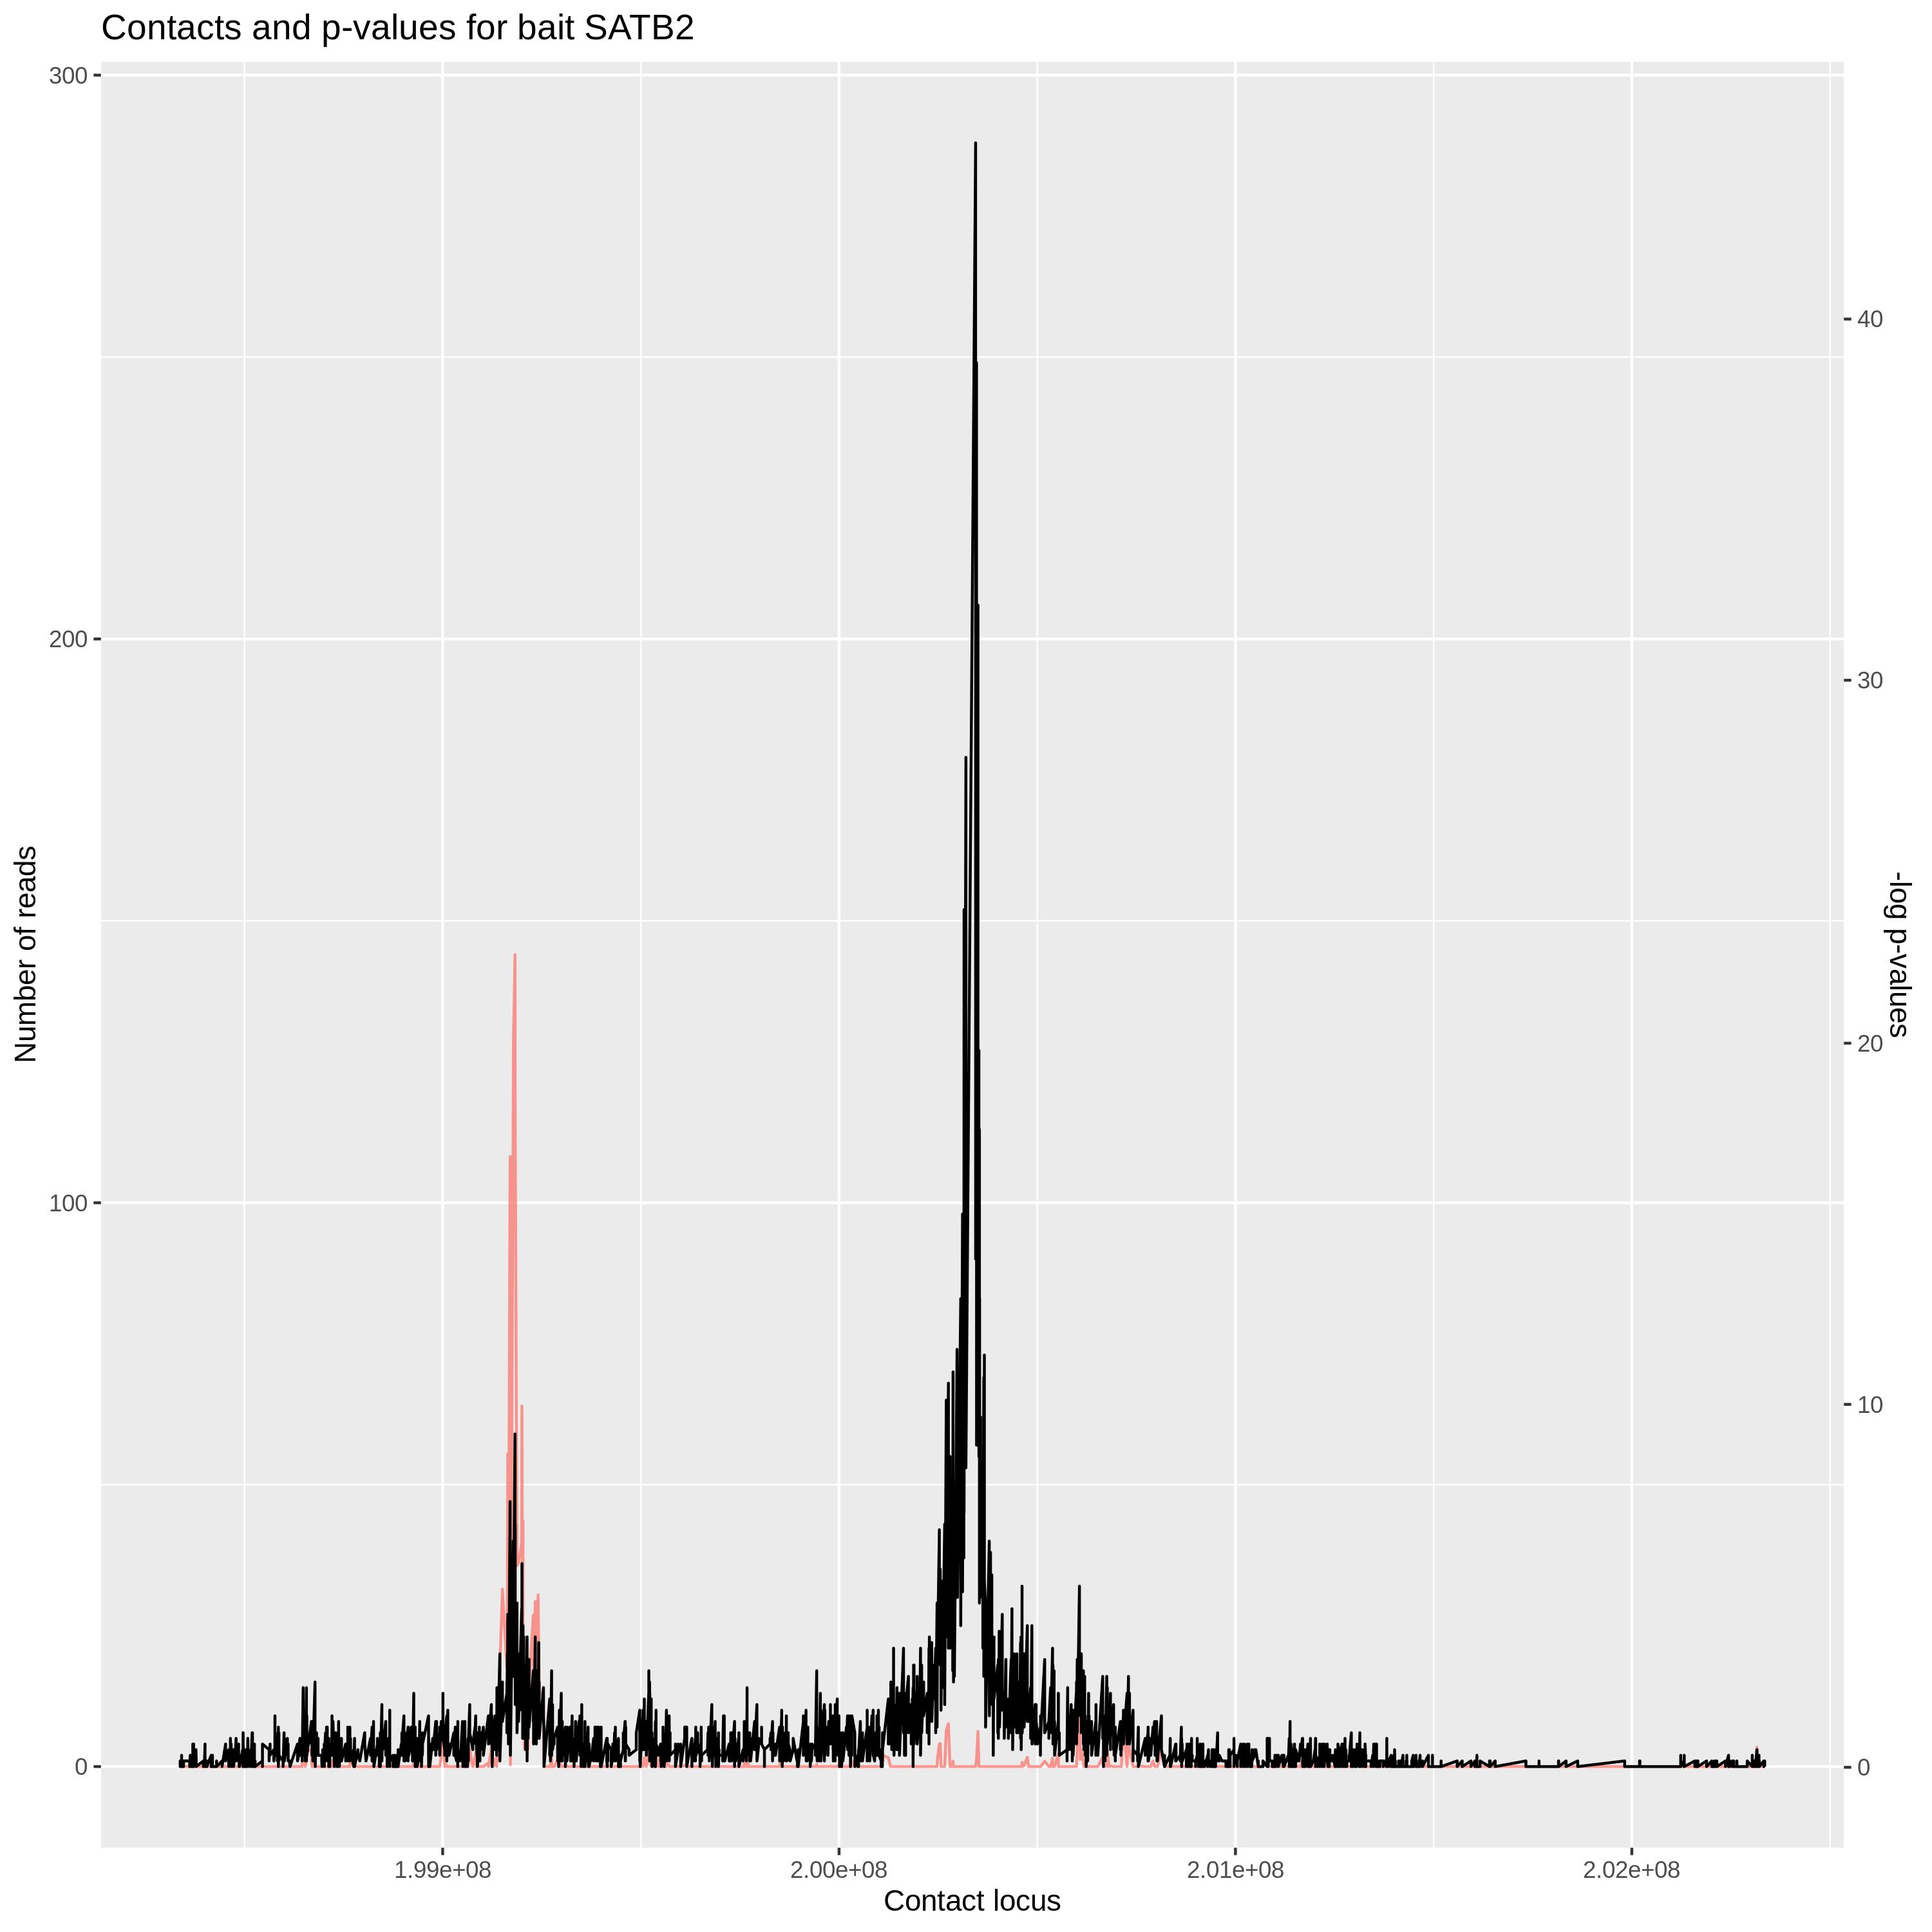 Contacts and p-values for bait SATB2
300
200
100
0
Number of reads
40
30
20
10
0
-log p-values
1.99e+08
2.00e+08
2.01e+08
2.02e+08
Contact locus